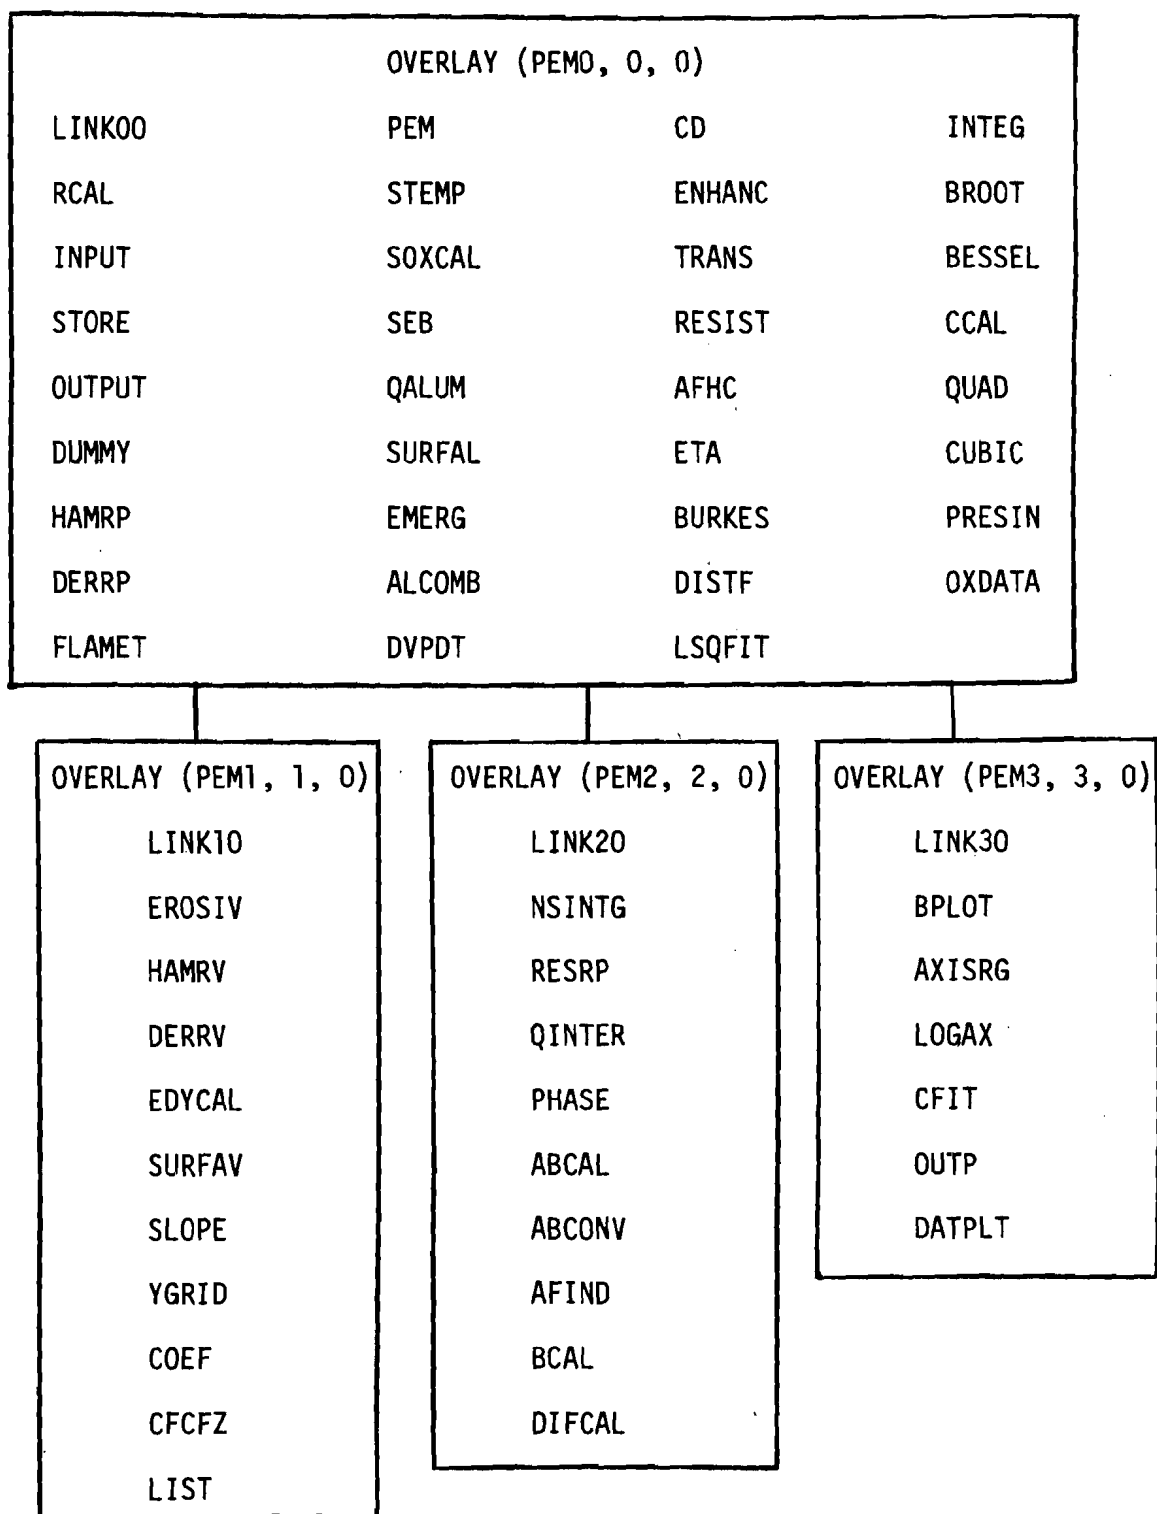 OVERLAY (PEM0, 0, 0)
LINK00 PEM CD INTEG
RCAL STEMP ENHANC BROOT
INPUT SOXCAL TRANS BESSEL
STORE SEB RESIST CCAL
OUTPUT QALUM AFHC QUAD
DUMMY SURFAL ETA CUBIC
HAMRP EMERG BURKES PRESIN
DERRP ALCOMB DISTF OXDATA
FLAMET DVPDT LSQFIT
OVERLAY (PEM1, 1, 0)
LINK10
EROSIV
HAMRV
DERRV
EDYCAL
SURFAV
SLOPE
YGRID
COEF
CFCFZ
LIST
OVERLAY (PEM2, 2, 0)
LINK20
NSINTG
RESRP
QINTER
PHASE
ABCAL
ABCONV
AFIND
BCAL
DIFCAL
OVERLAY (PEM3, 3, 0)
LINK30
BPLOT
AXISRG
LOGAX
CFIT
OUTP
DATPLT